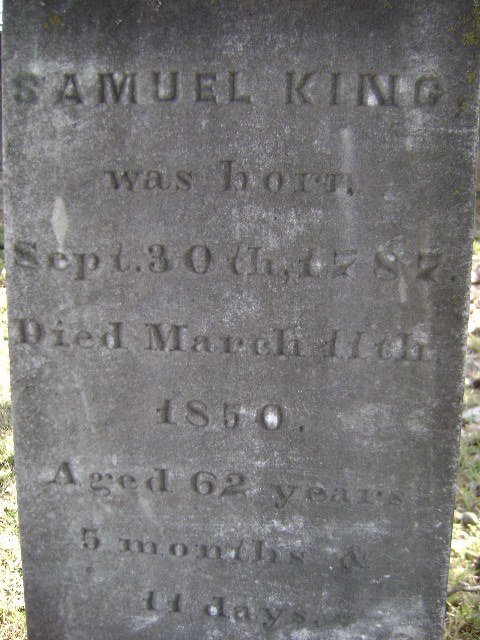 SAMUEL KING,
was born
Sept. 30th, 1787.
Died March 11th.
1850.
Aged 62 years
5 months &
11 days.